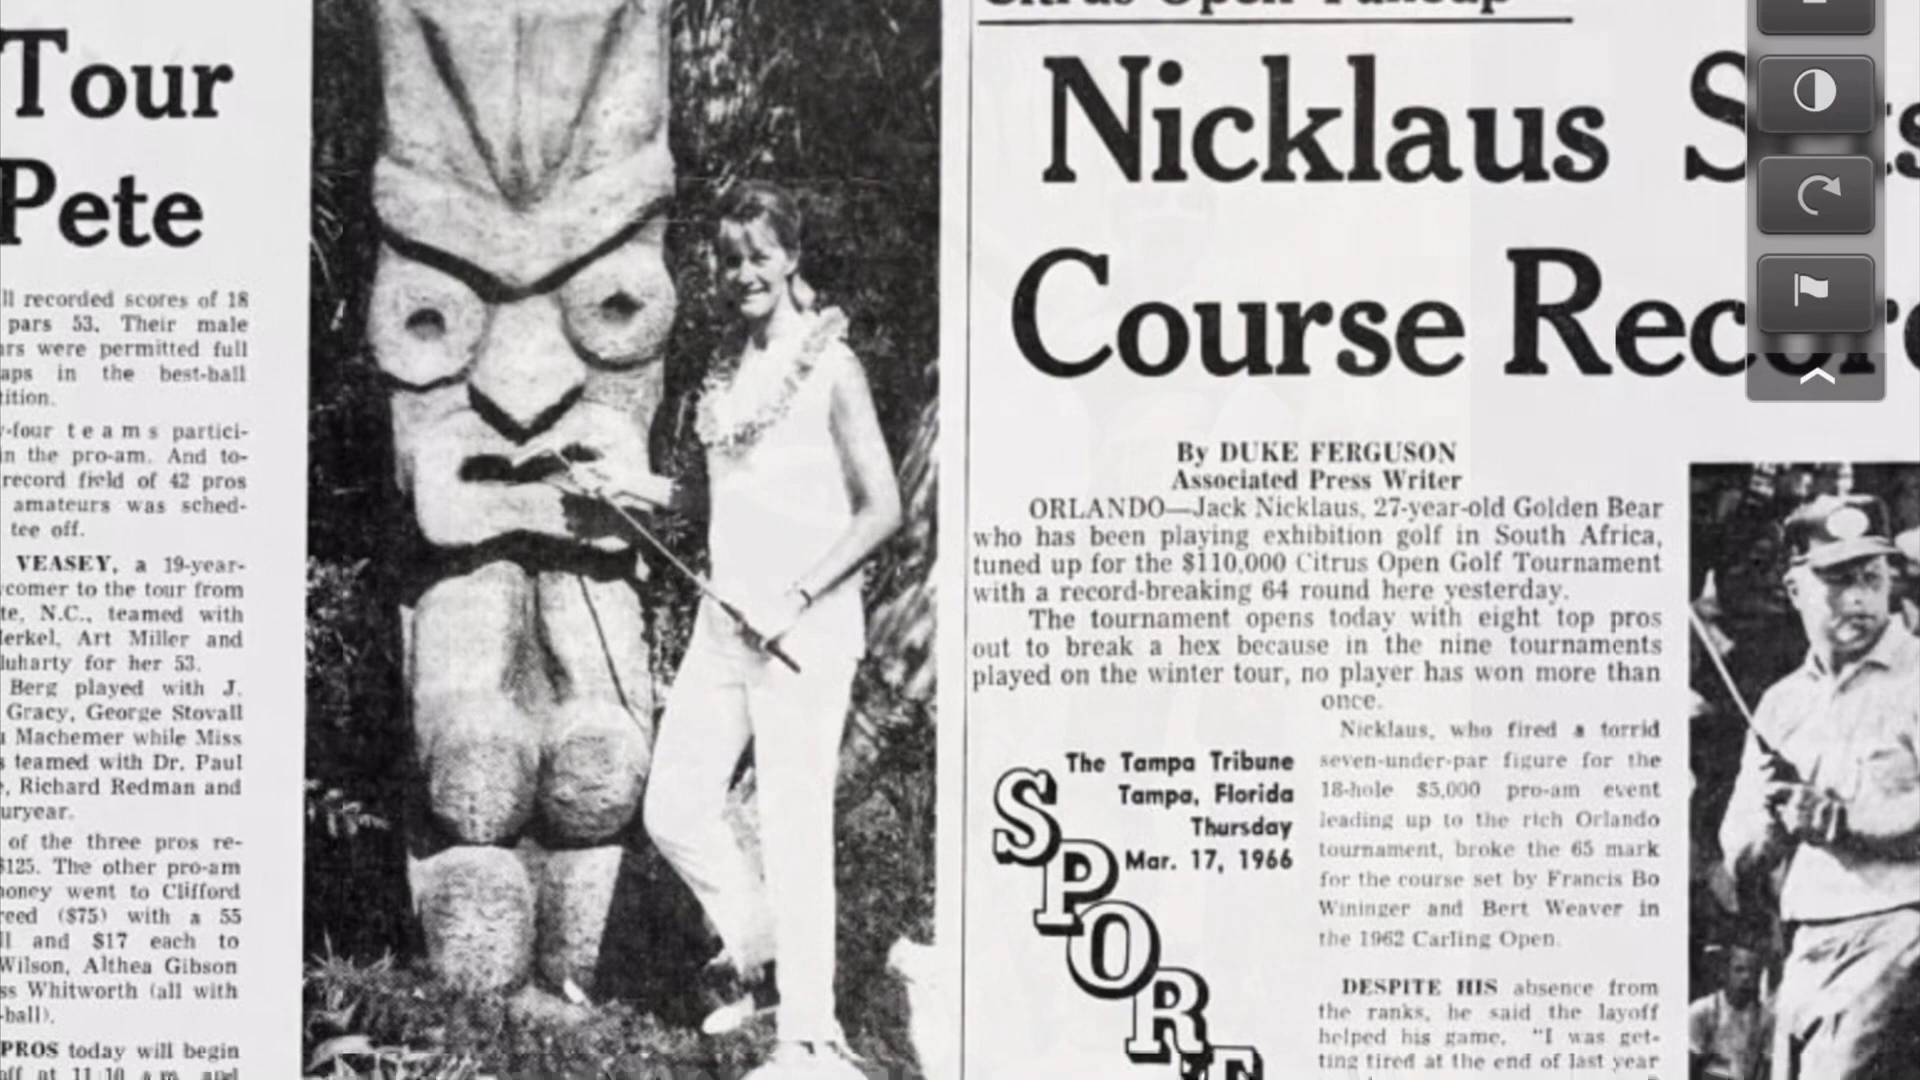 Tour
Pete
ll recorded scores of 18
pars 53. Their male
rs were permitted full
aps in the best-ball
ition.
-four teams partici-
in the pro-am. And to-
record field of 42 pros
amateurs was sched-
tee off.
VEASEY, a 19-year-
comer to the tour from
te, N.C., teamed with
erkel, Art Miller and
luharty for her 53.
Berg played with J.
Gracy, George Stovall
Machemer while Miss
teamed with Dr. Paul
, Richard Redman and
uryear.
of the three pros re-
$125. The other pro-am
oney went to Clifford
reed ($75) with a 55
ll and $17 each to
Wilson, Althea Gibson
ss Whitworth (all with
-ball).
PROS today will begin
off at 11:10 a.m. and
Citrus Open Tuneup
Nicklaus S
Course Record
By DUKE FERGUSON
Associated Press Writer
ORLANDO—Jack Nicklaus, 27-year-old Golden Bear
who has been playing exhibition golf in South Africa,
tuned up for the $110,000 Citrus Open Golf Tournament
with a record-breaking 64 round here yesterday.
The tournament opens today with eight top pros
out to break a hex because in the nine tournaments
played on the winter tour, no player has won more than
once.
Nicklaus, who fired a torrid
seven-under-par figure for the
18-hole $5,000 pro-am event
leading up to the rich Orlando
tournament, broke the 65 mark
for the course set by Francis Bo
Wininger and Bert Weaver in
the 1962 Carling Open.
DESPITE HIS absence from
the ranks, he said the layoff
helped his game. "I was get-
ting tired at the end of last year
The Tampa Tribune
Tampa, Florida
Thursday
Mar. 17, 1966
SPOR